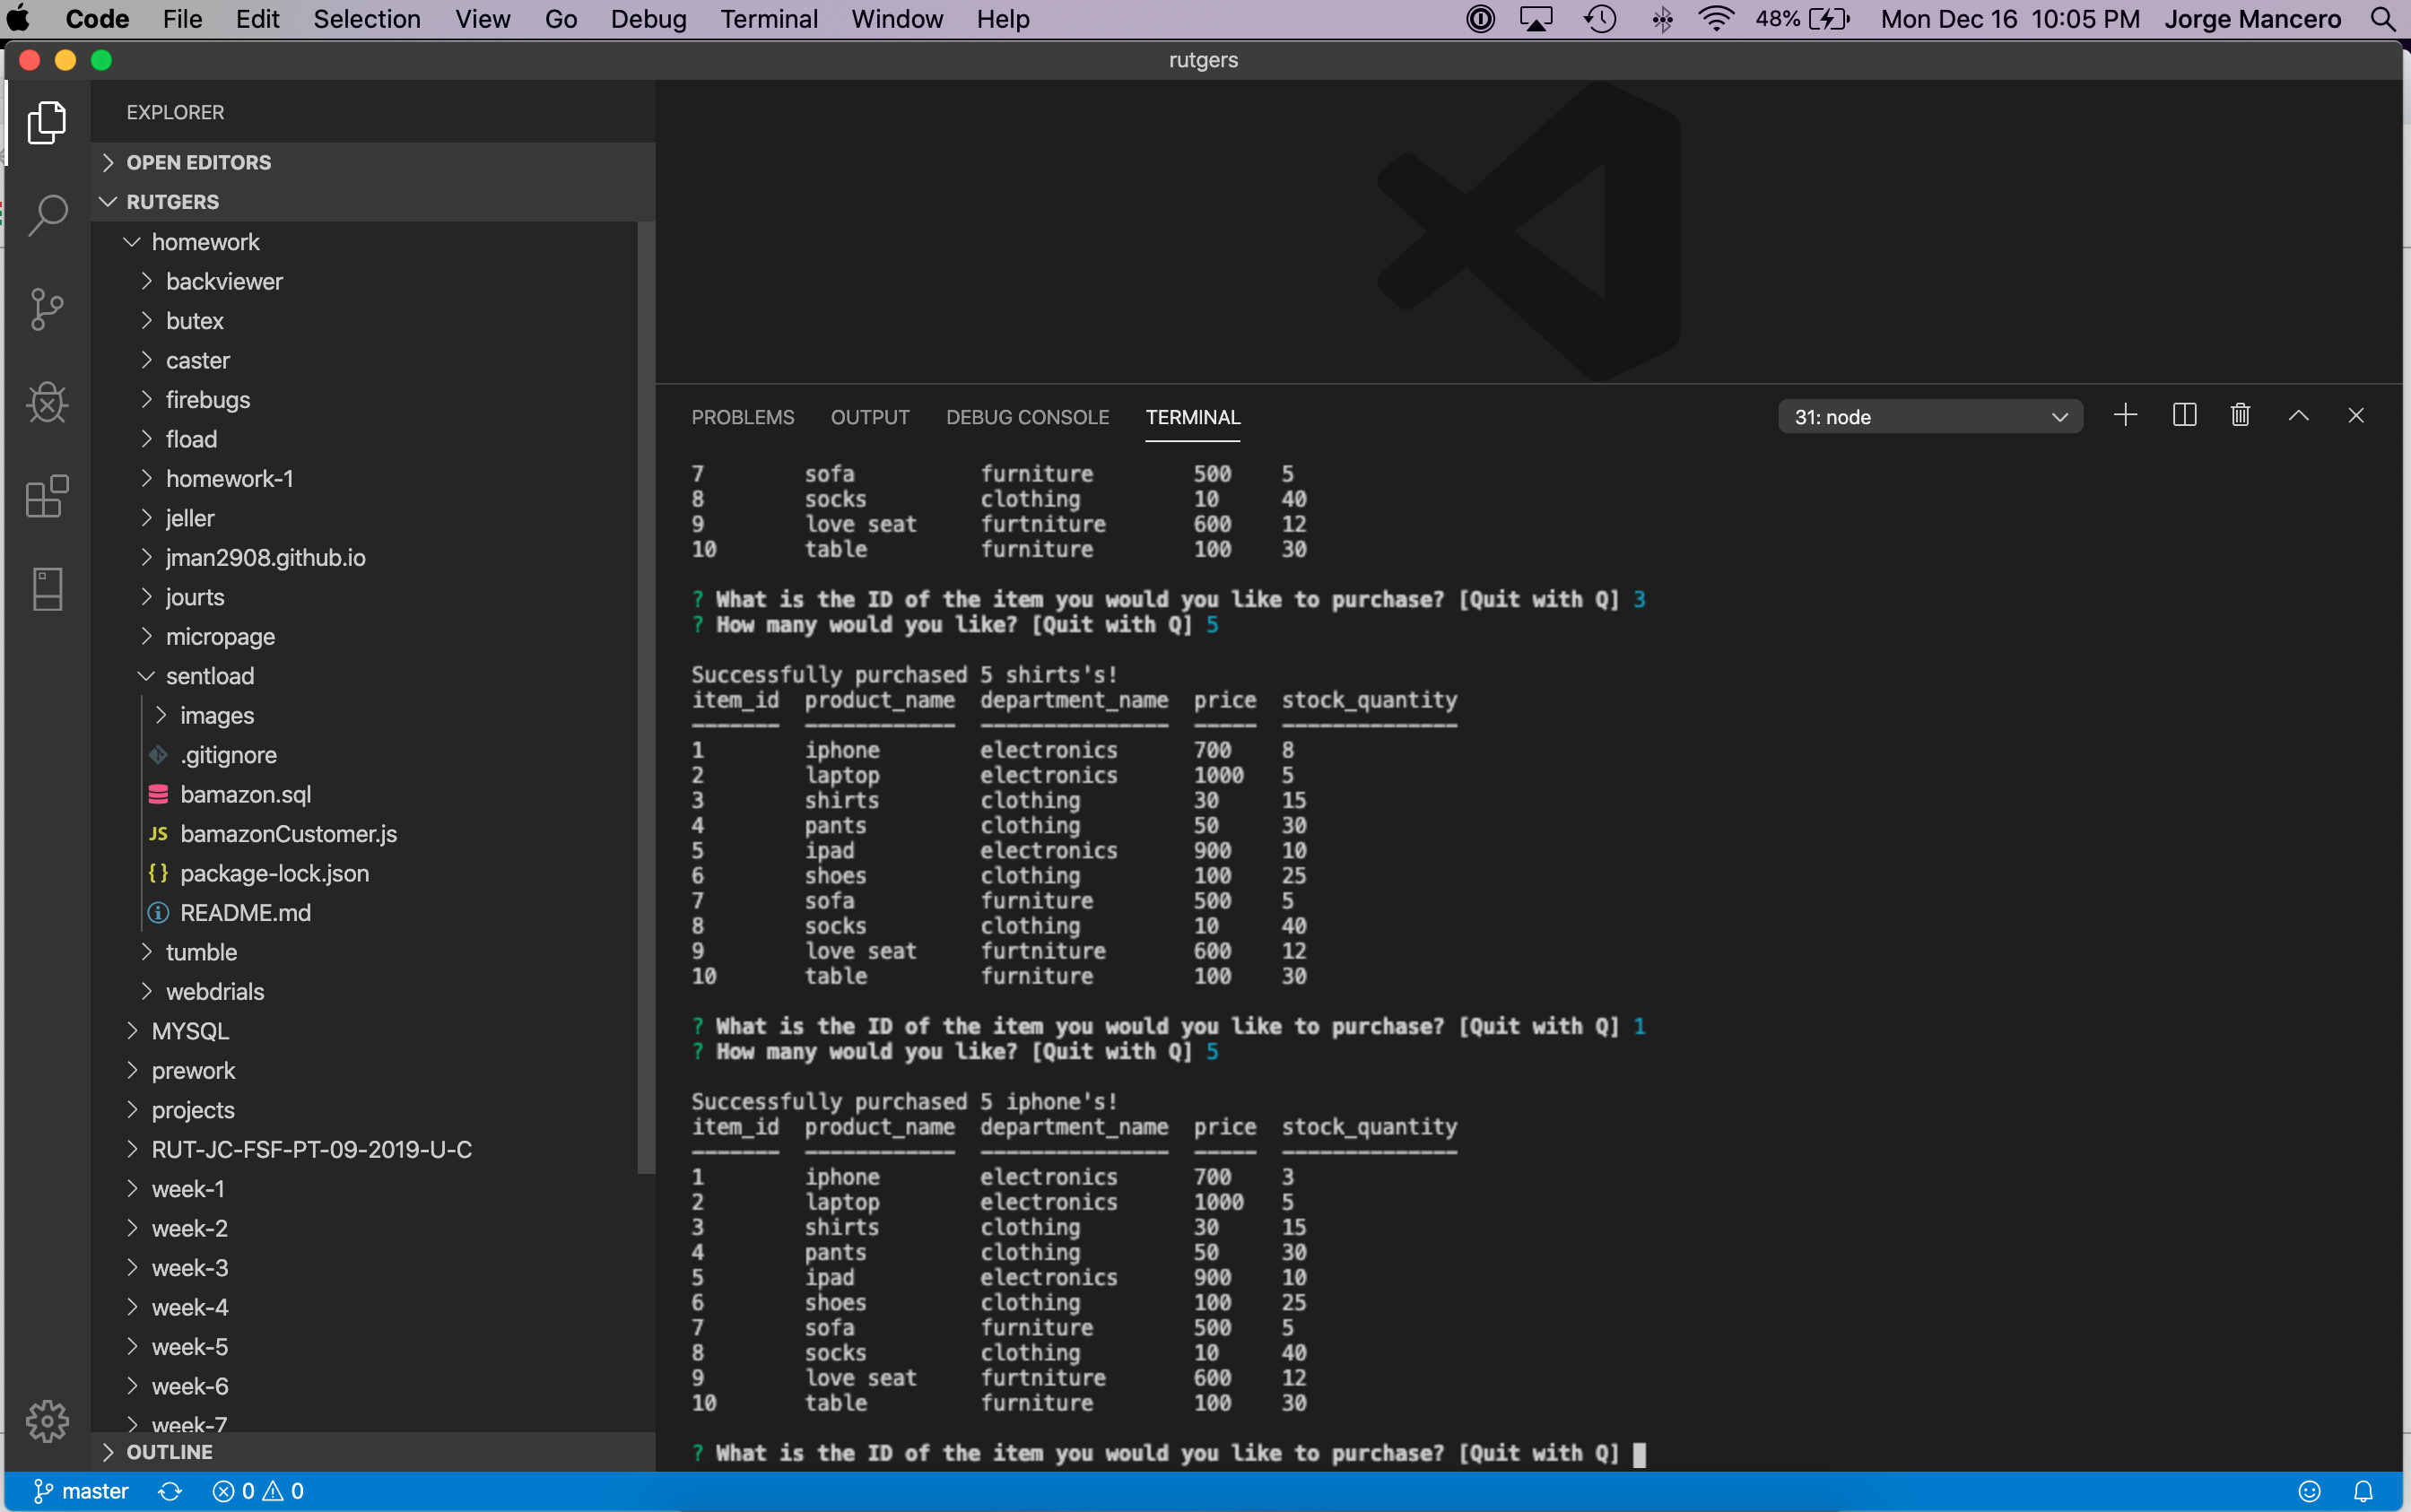 Code File Edit Selection View Go Debug Terminal Window Help 48% Mon Dec 16 10:05 PM Jorge Mancero
rutgers
EXPLORER
OPEN EDITORS
RUTGERS
homework
backviewer
butex
caster
firebugs
fload
homework-1
jeller
jman2908.github.io
jourts
micropage
sentload
images
.gitignore
bamazon.sql
JS bamazonCustomer.js
{} package-lock.json
README.md
tumble
webdrials
MYSQL
prework
projects
RUT-JC-FSF-PT-09-2019-U-C
week-1
week-2
week-3
week-4
week-5
week-6
week-7
OUTLINE
PROBLEMS OUTPUT DEBUG CONSOLE TERMINAL 31: node
7 sofa furniture 500 5
8 socks clothing 10 40
9 love seat furtniture 600 12
10 table furniture 100 30
? What is the ID of the item you would you like to purchase? [Quit with Q] 3
? How many would you like? [Quit with Q] 5
Successfully purchased 5 shirts's!
item_id product_name department_name price stock_quantity
------- ------------ --------------- ----- --------------
1 iphone electronics 700 8
2 laptop electronics 1000 5
3 shirts clothing 30 15
4 pants clothing 50 30
5 ipad electronics 900 10
6 shoes clothing 100 25
7 sofa furniture 500 5
8 socks clothing 10 40
9 love seat furtniture 600 12
10 table furniture 100 30
? What is the ID of the item you would you like to purchase? [Quit with Q] 1
? How many would you like? [Quit with Q] 5
Successfully purchased 5 iphone's!
item_id product_name department_name price stock_quantity
------- ------------ --------------- ----- --------------
1 iphone electronics 700 3
2 laptop electronics 1000 5
3 shirts clothing 30 15
4 pants clothing 50 30
5 ipad electronics 900 10
6 shoes clothing 100 25
7 sofa furniture 500 5
8 socks clothing 10 40
9 love seat furtniture 600 12
10 table furniture 100 30
? What is the ID of the item you would you like to purchase? [Quit with Q]
master 0 0